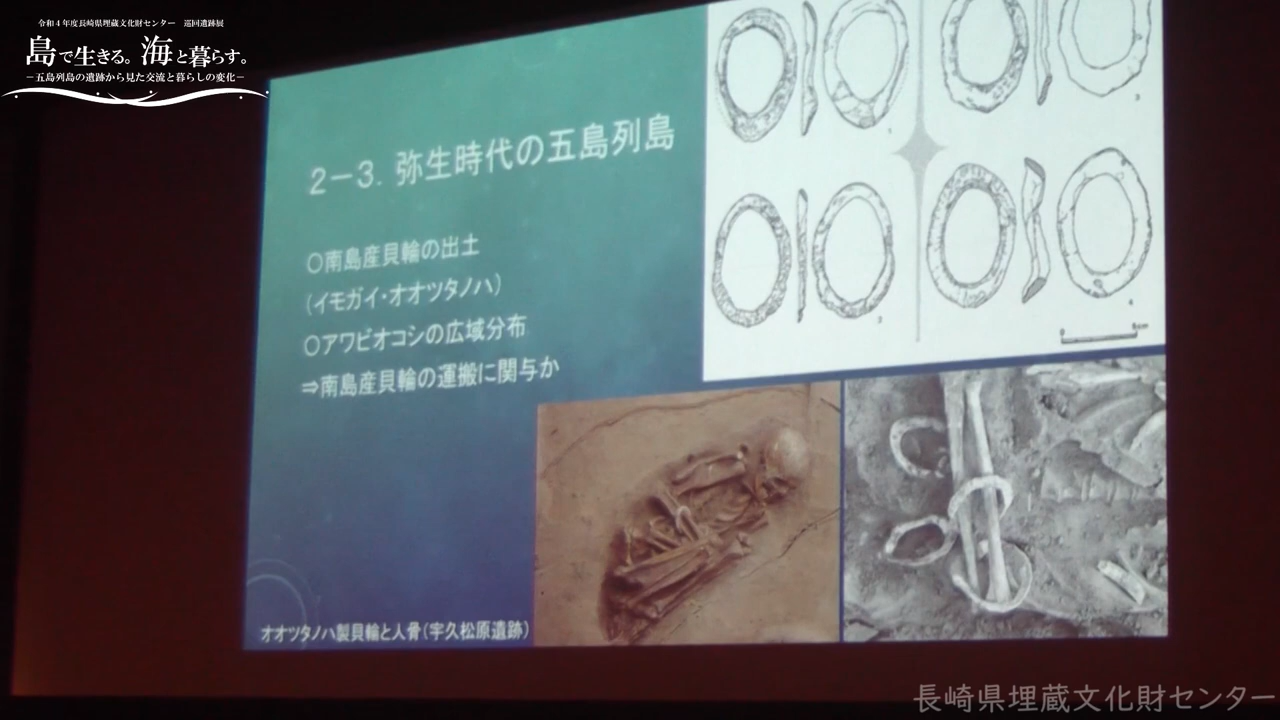 令和4年度長崎県埋蔵文化財センター 巡回遺跡展
島で生きる。海と暮らす。
−五島列島の遺跡から見た交流と暮らしの変化−
2−3. 弥生時代の五島列島
○南島産貝輪の出土
(イモガイ・オオツタノハ)
○アワビオコシの広域分布
⇒南島産貝輪の運搬に関与か
1
3
2
4
0
5cm
オオツタノハ製貝輪と人骨(宇久松原遺跡)
長崎県埋蔵文化財センター